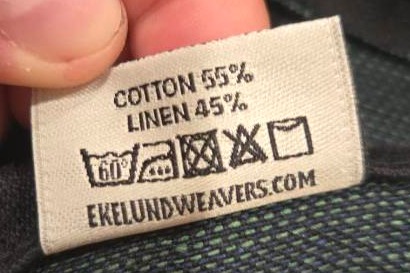 COTTON 55%
LINEN 45%
60°
EKELUNDWEAVERS.COM